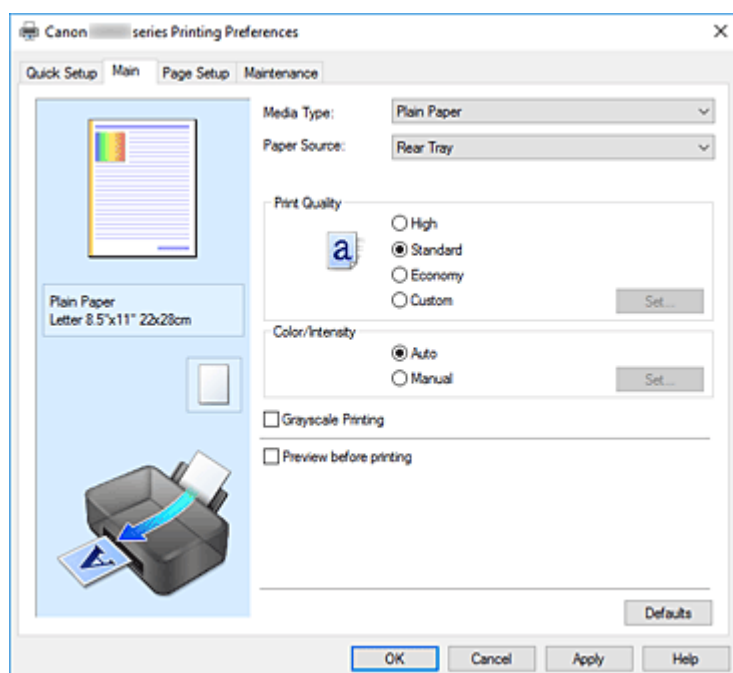 Canon series Printing Preferences
Quick Setup Main Page Setup Maintenance
Media Type: Plain Paper
Paper Source: Rear Tray
Print Quality
High
a
Standard
Economy
Custom Set...
Plain Paper
Letter 8.5"x11" 22x28cm
Color/Intensity
Auto
Manual Set...
Grayscale Printing
Preview before printing
A
Defaults
OK Cancel Apply Help